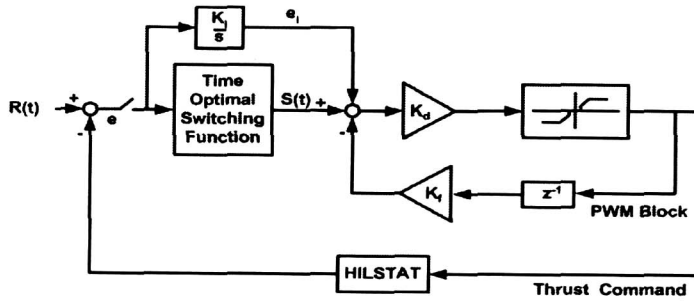 K_i
s
e_i
Time
Optimal
Switching
Function
R(t)
+
-
e
S(t)
+
-
K_d
K_f
z^-1
PWM Block
HILSTAT
Thrust Command